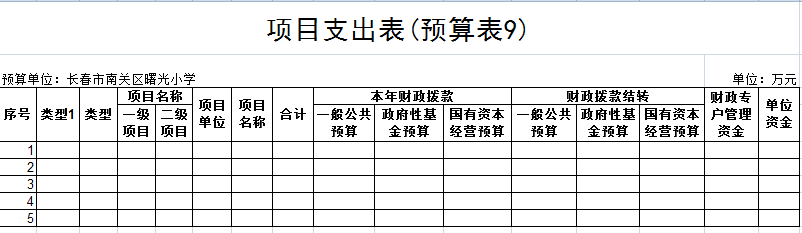 项目支出表(预算表9)
预算单位：长春市南关区曙光小学 单位：万元
序号 类型1 类型 项目名称 项目单位 项目名称 合计 本年财政拨款 财政拨款结转 财政专户管理资金 单位资金
一级项目 二级项目 一般公共预算 政府性基金预算 国有资本经营预算 一般公共预算 政府性基金预算 国有资本经营预算
1
2
3
4
5